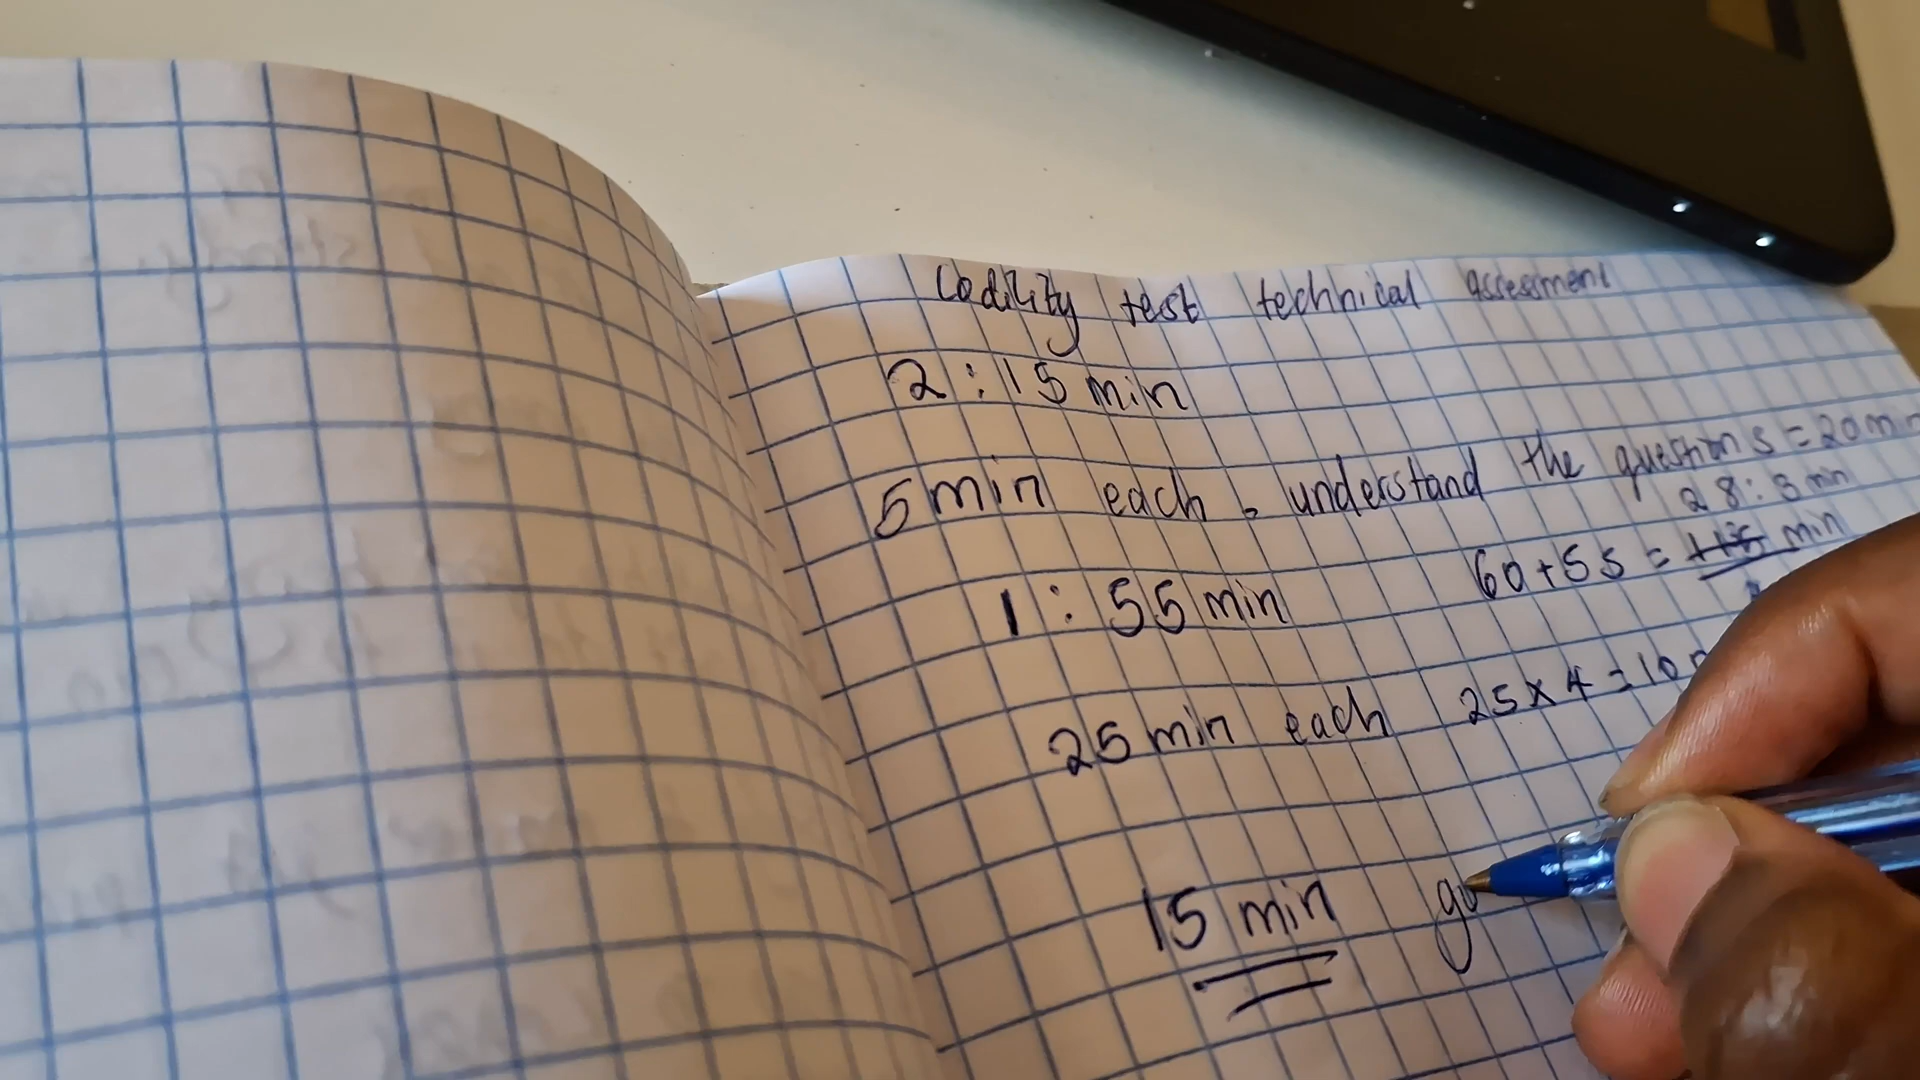 Codility test technical assessment
2:15 min
5 min each - understand the questions = 20 min
28:8 min
1:55 min 60+55 = min
25 min each 25x4=10
15 min go